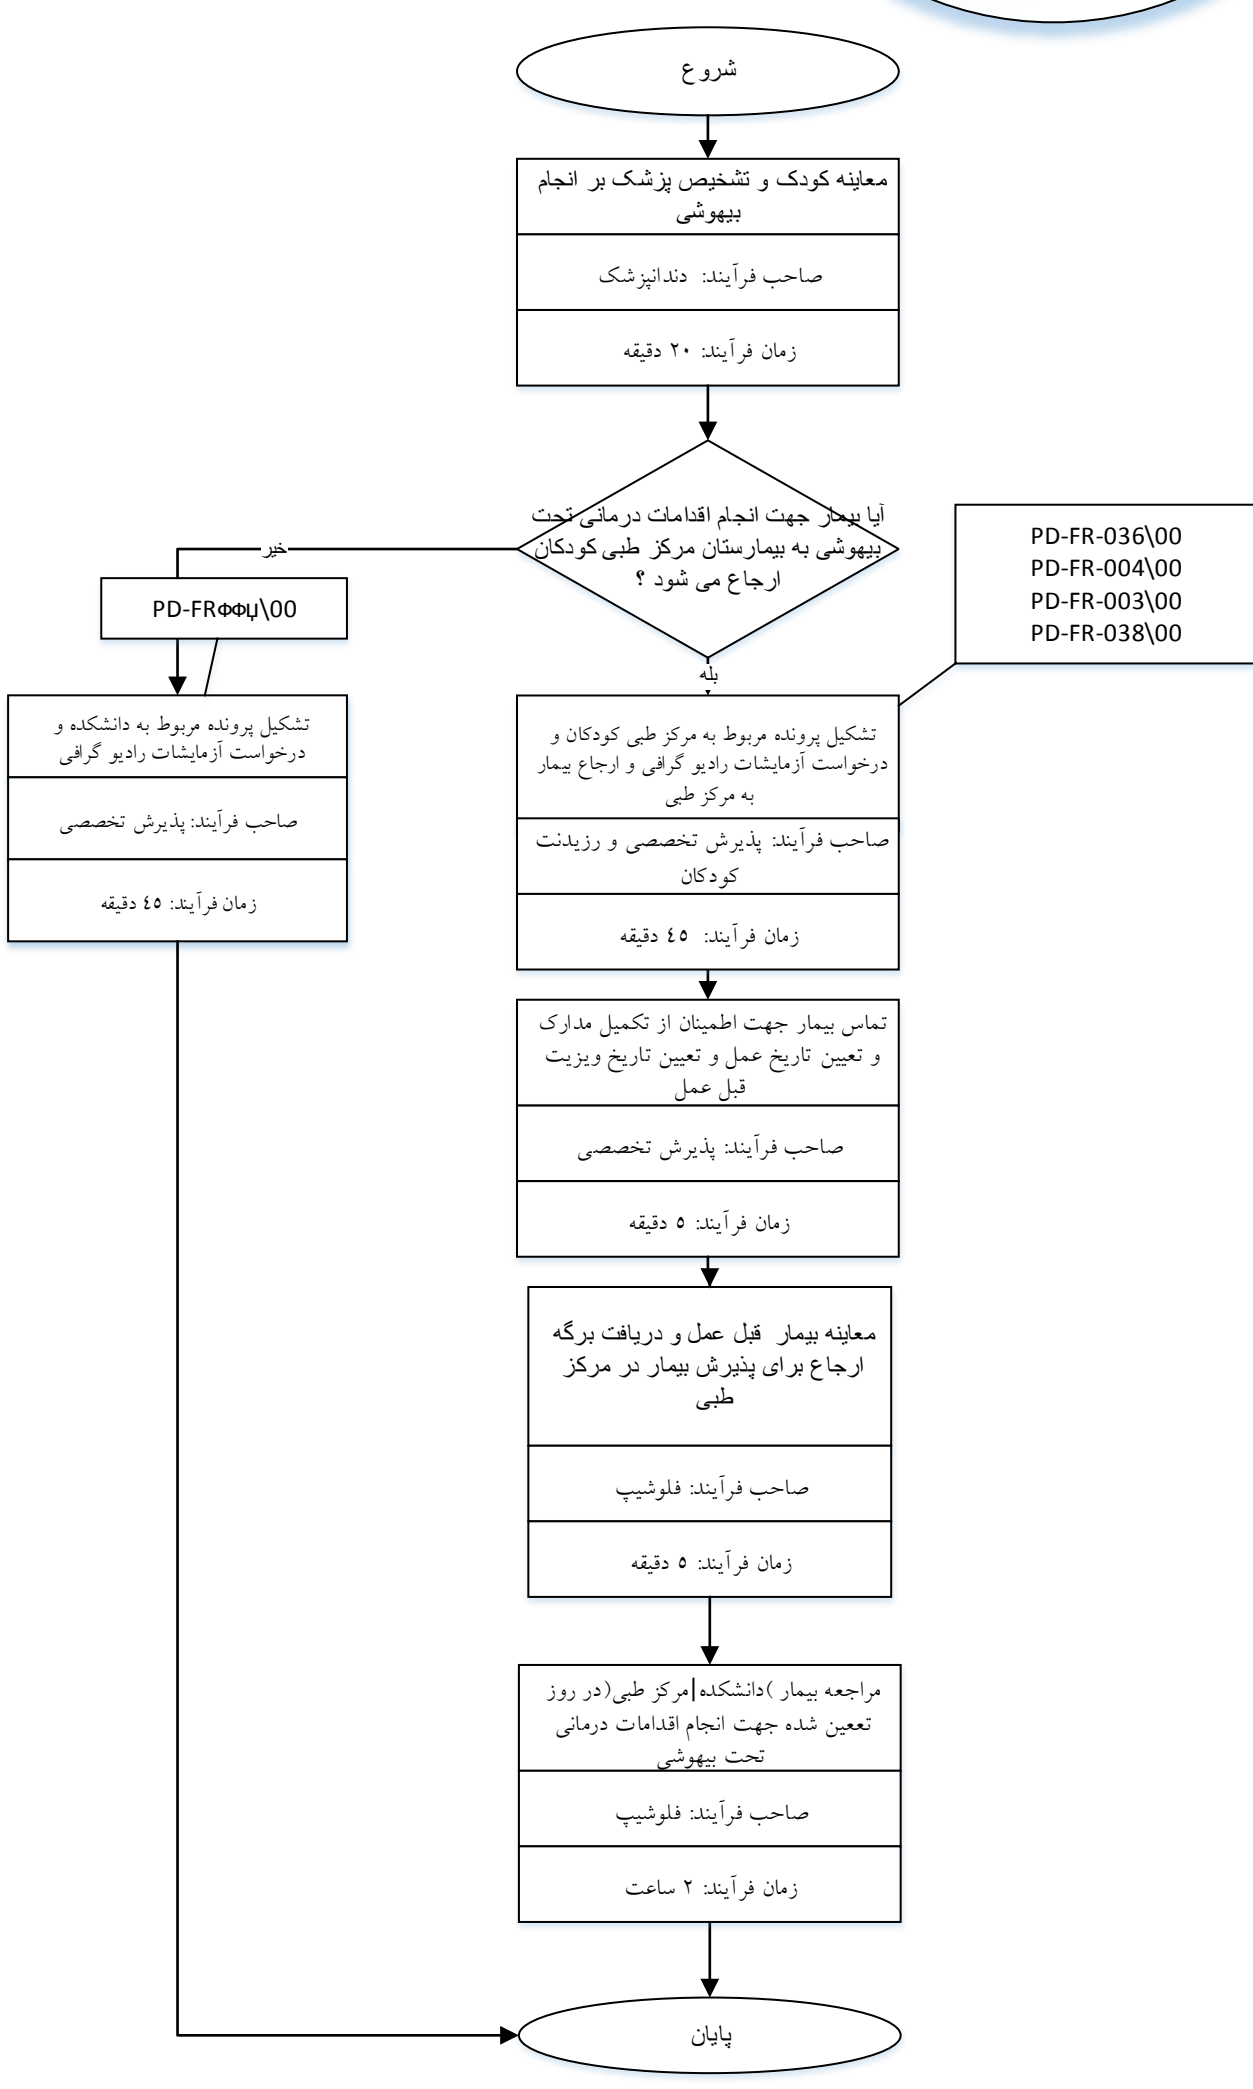 شروع
معاینه کودک و تشخیص پزشک بر انجام
بیهوشی
صاحب فرآیند: دندانپزشک
زمان فرآیند: ۲۰ دقیقه
آیا بیمار جهت انجام اقدامات درمانی تحت
بیهوشی به بیمارستان مرکز طبی کودکان
ارجاع می شود ؟
خیر
بله
PD-FR-036\00
PD-FR-004\00
PD-FR-003\00
PD-FR-038\00
PD-FRФФµ\00
تشکیل پرونده مربوط به دانشکده و
درخواست آزمایشات رادیو گرافی
صاحب فرآیند: پذیرش تخصصی
زمان فرآیند: ٤٥ دقیقه
تشکیل پرونده مربوط به مرکز طبی کودکان و
درخواست آزمایشات رادیو گرافی و ارجاع بیمار
به مرکز طبی
صاحب فرآیند: پذیرش تخصصی و رزیدنت
کودکان
زمان فرآیند: ٤٥ دقیقه
تماس بیمار جهت اطمینان از تکمیل مدارک
و تعیین تاریخ عمل و تعیین تاریخ ویزیت
قبل عمل
صاحب فرآیند: پذیرش تخصصی
زمان فرآیند: ٥ دقیقه
معاینه بیمار قبل عمل و دریافت برگه
ارجاع برای پذیرش بیمار در مرکز
طبی
صاحب فرآیند: فلوشیپ
زمان فرآیند: ٥ دقیقه
مراجعه بیمار )دانشکده|مرکز طبی(در روز
تععین شده جهت انجام اقدامات درمانی
تحت بیهوشی
صاحب فرآیند: فلوشیپ
زمان فرآیند: ۲ ساعت
پایان